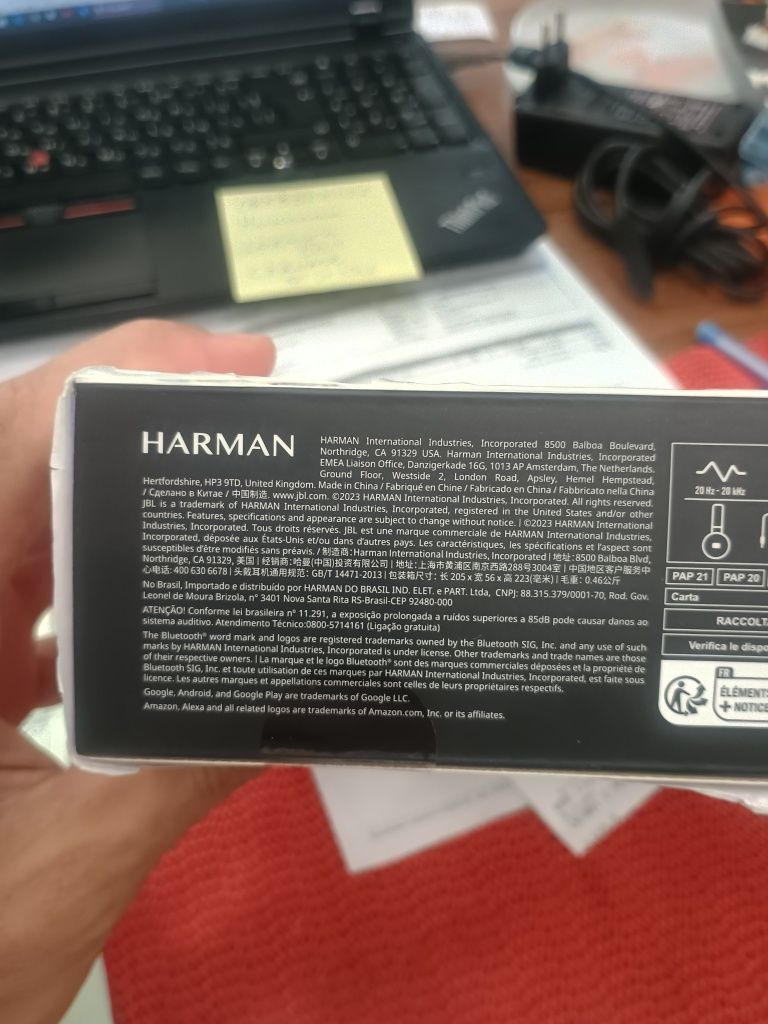 ThinkPad
HARMAN
HARMAN International Industries, Incorporated 8500 Balboa Boulevard,
Northridge, CA 91329 USA. Harman International Industries, Incorporated
EMEA Liaison Office, Danzigerkade 16G, 1013 AP Amsterdam, The Netherlands.
Ground Floor, Westside 2, London Road, Apsley, Hemel Hempstead,
Hertfordshire, HP3 9TD, United Kingdom. Made in China / Fabriqué en Chine / Fabricado en China / Fabbricato nella China
/ Сделано в Китае / 中国制造. www.jbl.com. ©2023 HARMAN International Industries, Incorporated. All rights reserved.
JBL is a trademark of HARMAN International Industries, Incorporated, registered in the United States and/or other
countries. Features, specifications and appearance are subject to change without notice. | ©2023 HARMAN International
Industries, Incorporated. Tous droits réservés. JBL est une marque commerciale de HARMAN International Industries,
Incorporated, déposée aux États-Unis et/ou dans d'autres pays. Les caractéristiques, les spécifications et l'aspect sont
susceptibles d'être modifiés sans préavis. / 制造商: Harman International Industries, Incorporated | 地址: 8500 Balboa Blvd,
Northridge, CA 91329, 美国 | 经销商: 哈曼(中国)投资有限公司 | 地址: 上海市黄浦区南京西路288号3004室 | 中国地区客户服务中
心电话: 400 630 6678 | 头戴耳机通用规范: GB/T 14471-2013 | 包装箱尺寸: 长 205 x 宽 56 x 高 223(毫米) | 毛重: 0.46公斤
No Brasil, Importado e distribuído por HARMAN DO BRASIL IND. ELET. e PART. Ltda, CNPJ: 88.315.379/0001-70, Rod. Gov.
Leonel de Moura Brizola, n° 3401 Nova Santa Rita RS-Brasil-CEP 92480-000
ATENÇÃO! Conforme lei brasileira n° 11.291, a exposição prolongada a ruídos superiores a 85dB pode causar danos ao
sistema auditivo. Atendimento Técnico:0800-5714161 (Ligação gratuita)
The Bluetooth® word mark and logos are registered trademarks owned by the Bluetooth SIG, Inc. and any use of such
marks by HARMAN International Industries, Incorporated is under license. Other trademarks and trade names are those
of their respective owners. | La marque et le logo Bluetooth® sont des marques commerciales déposées et la propriété de
Bluetooth SIG, Inc. et toute utilisation de ces marques par HARMAN International Industries, Incorporated, est faite sous
licence. Les autres marques et appellations commerciales sont celles de leurs propriétaires respectifs.
Google, Android, and Google Play are trademarks of Google LLC.
Amazon, Alexa and all related logos are trademarks of Amazon.com, Inc. or its affiliates.
20 Hz - 20 kHz
PAP 21 PAP 20
Carta
RACCOLT
Verifica le dispo
FR
ÉLÉMENTS
+ NOTICE